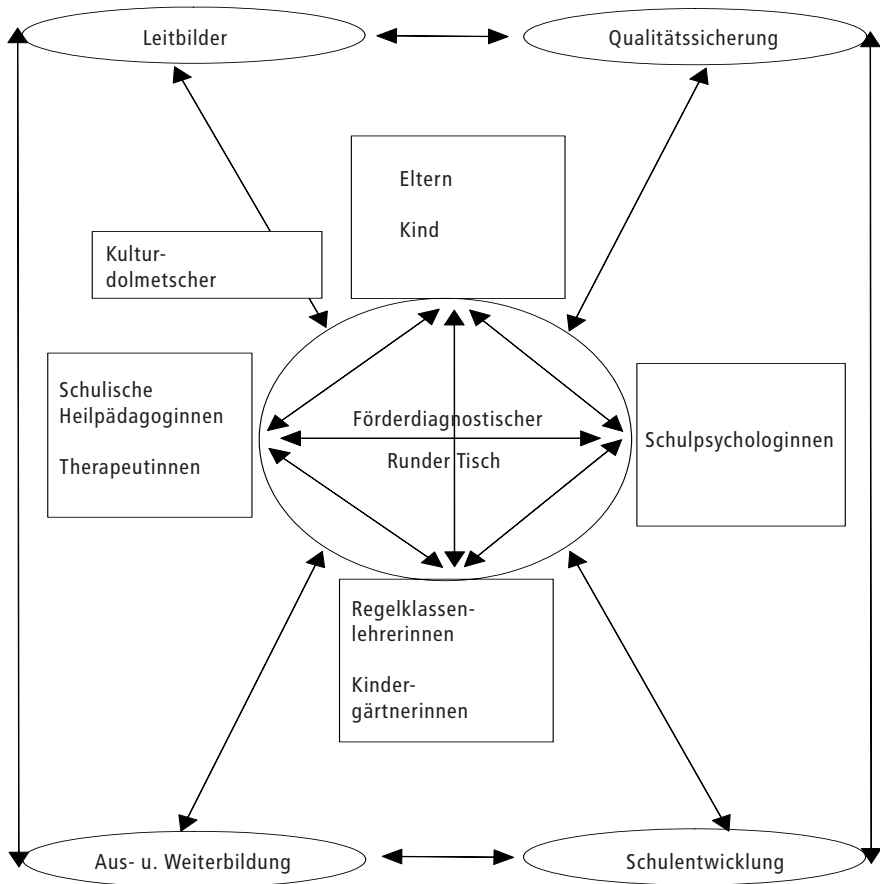 Leitbilder
Qualitätssicherung
Eltern
Kind
Kultur-
dolmetscher
Schulische
Heilpädagoginnen
Therapeutinnen
Förderdiagnostischer
Runder Tisch
Schulpsychologinnen
Regelklassen-
lehrerinnen
Kinder-
gärtnerinnen
Aus- u. Weiterbildung
Schulentwicklung